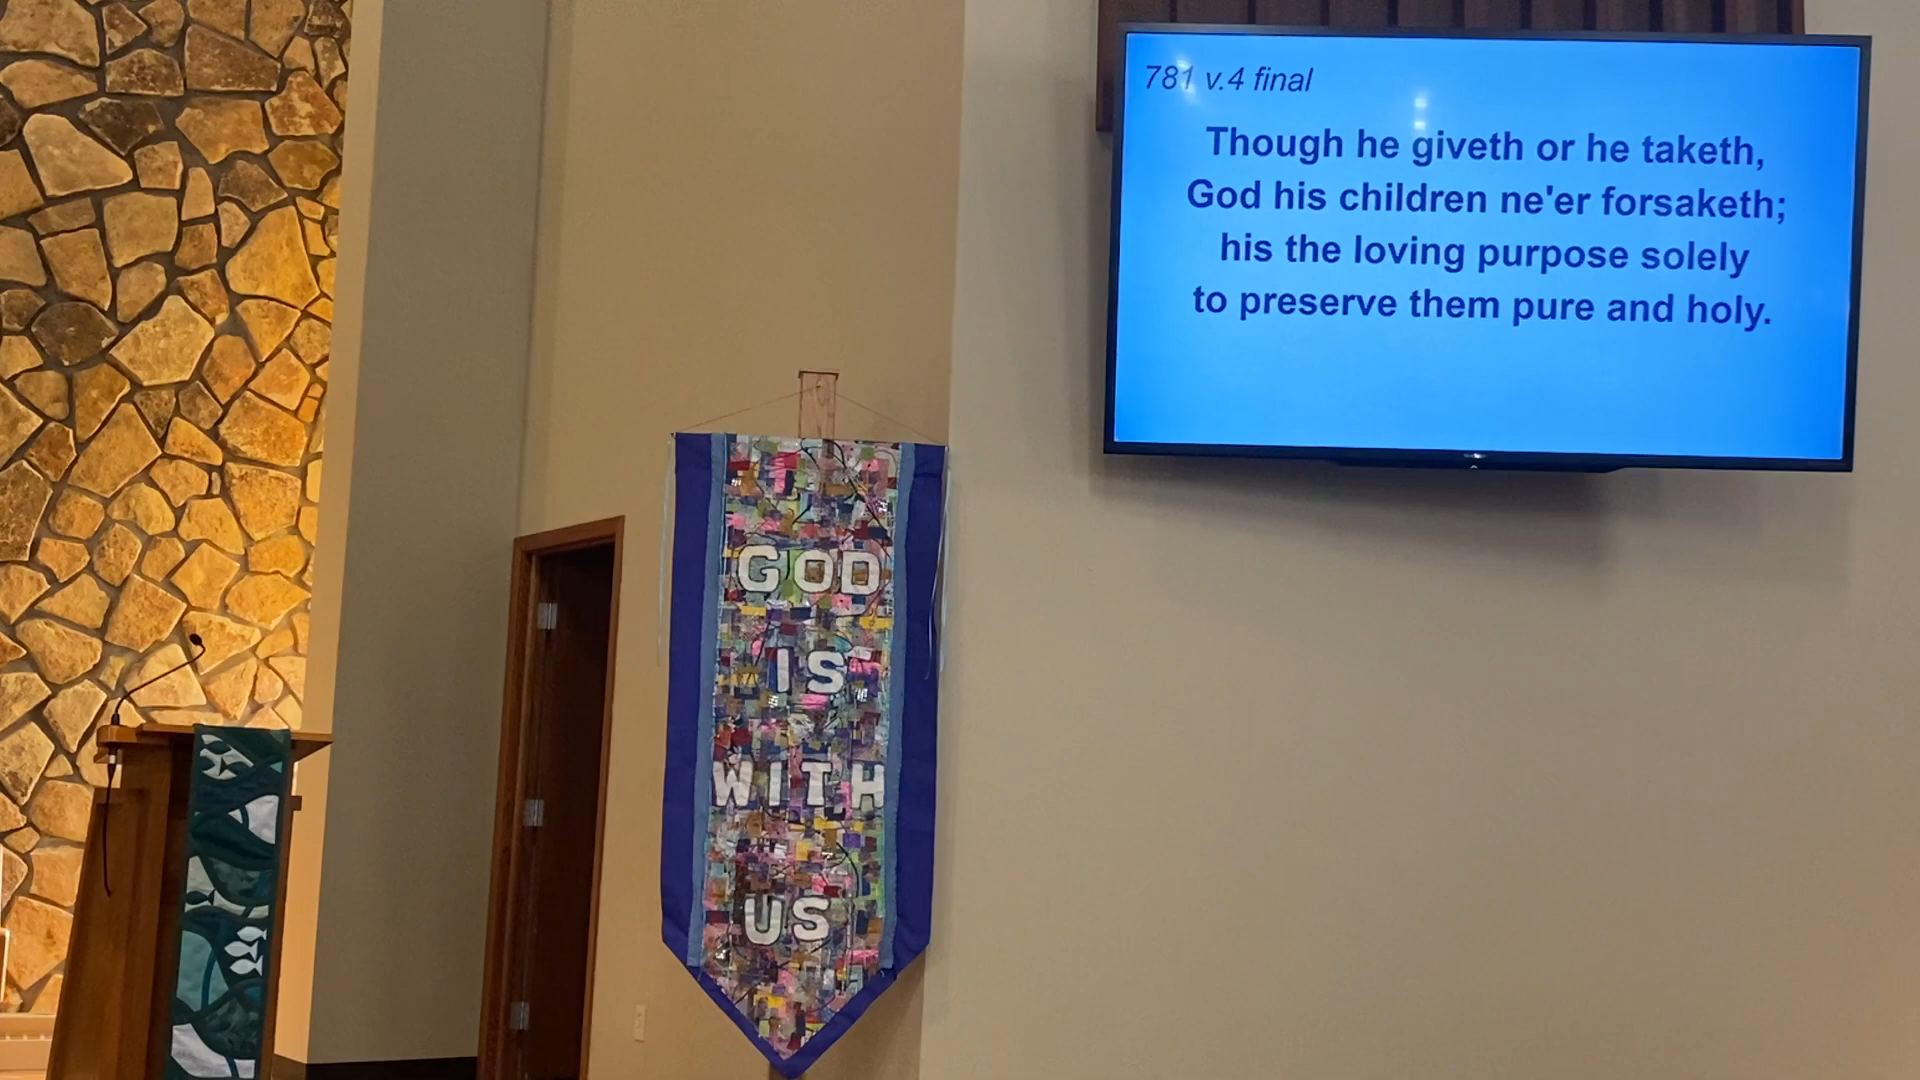 781 v.4 final
Though he giveth or he taketh,
God his children ne'er forsaketh;
his the loving purpose solely
to preserve them pure and holy.
GOD
IS
WITH
US